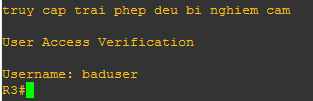 truy cap trai phep deu bi nghiem cam
User Access Verification
Username: baduser
R3#